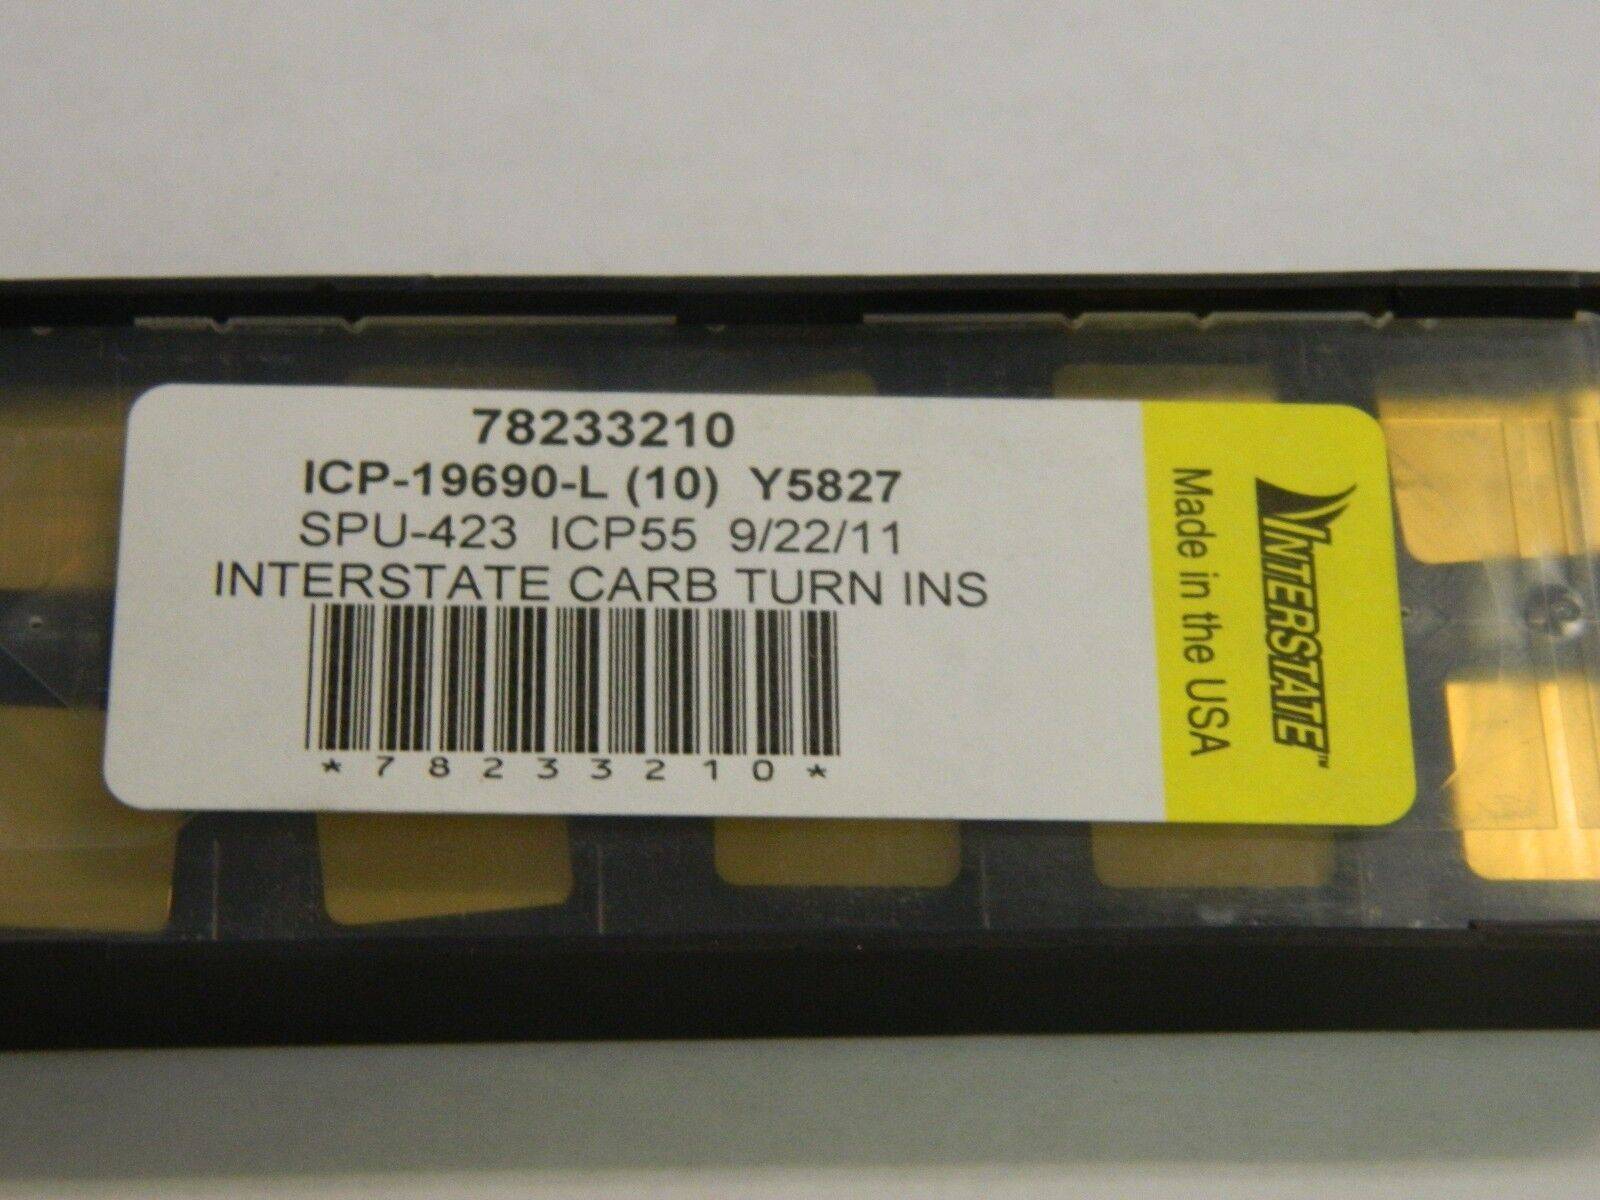 78233210
ICP-19690-L (10) Y5827
SPU-423 ICP55 9/22/11
INTERSTATE CARB TURN INS
*78233210*
INTERSTATE™
Made in the USA